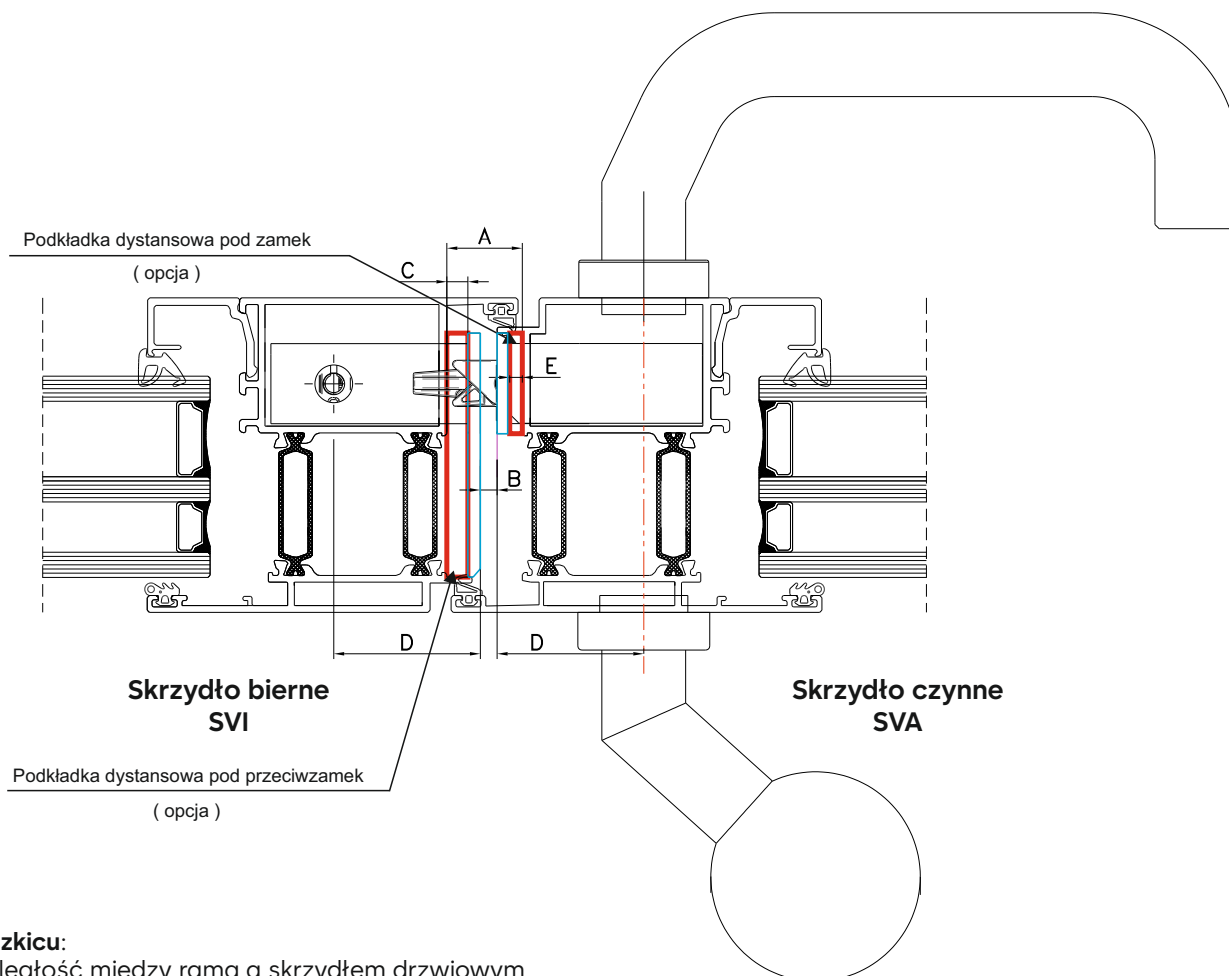 Podkładka dystansowa pod zamek
( opcja )
A
C
E
B
D
D
Skrzydło bierne
SVI
Skrzydło czynne
SVA
Podkładka dystansowa pod przeciwzamek
( opcja )
zkicu:
ległość między ramą a skrzydłem drzwiowym